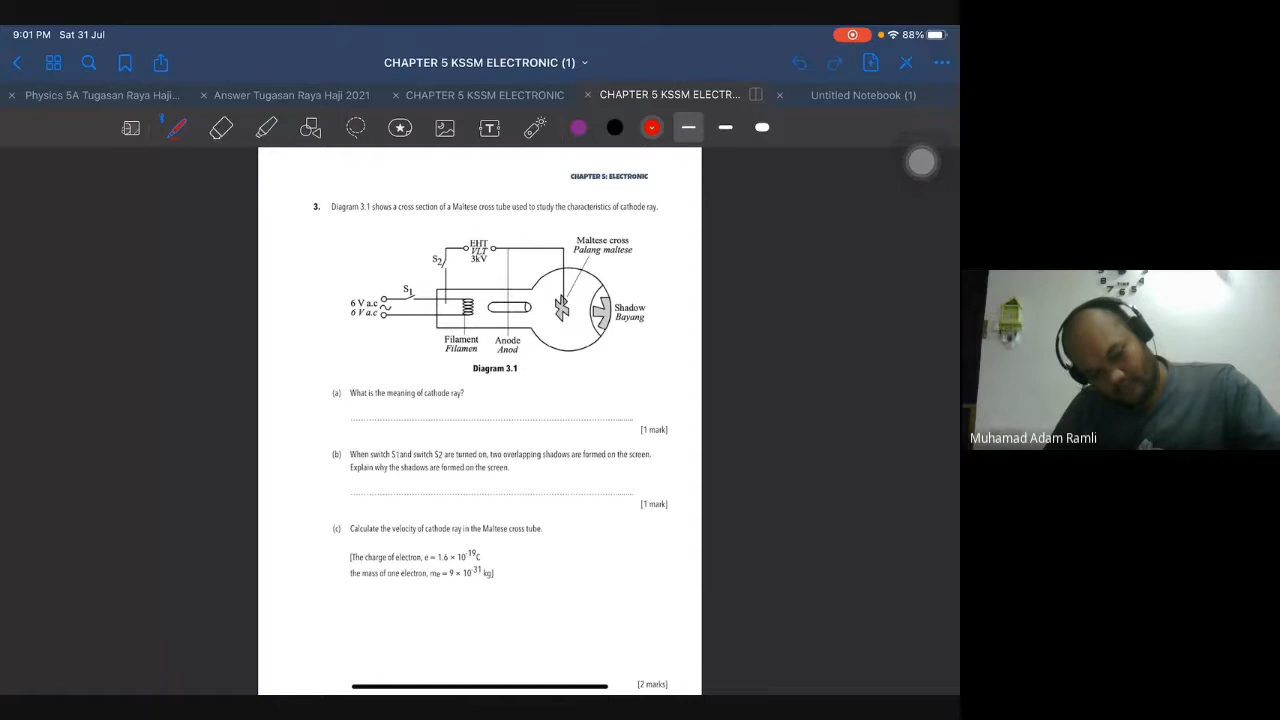 9:01 PM Sat 31 Jul
88%
CHAPTER 5 KSSM ELECTRONIC (1)
Physics 5A Tugasan Raya Haji...
Answer Tugasan Raya Haji 2021
CHAPTER 5 KSSM ELECTRONIC
CHAPTER 5 KSSM ELECTR...
Untitled Notebook (1)
CHAPTER 5: ELECTRONIC
3. Diagram 3.1 shows a cross section of a Maltese cross tube used to study the characteristics of cathode ray.
EHT
VLT
3kV
Maltese cross
Palang maltese
S2
S1
6 V a.c
6 V a.c
Shadow
Bayang
Filament
Filamen
Anode
Anod
Diagram 3.1
(a) What is the meaning of cathode ray?
[1 mark]
(b) When switch S1and switch S2 are turned on, two overlapping shadows are formed on the screen.
Explain why the shadows are formed on the screen.
[1 mark]
(c) Calculate the velocity of cathode ray in the Maltese cross tube.
[The charge of electron, e = 1.6 × 10-19C
the mass of one electron, me = 9 × 10-31 kg]
[2 marks]
Muhamad Adam Ramli